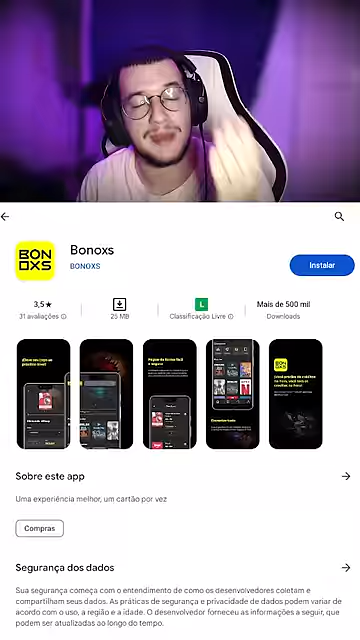 BON
OXS
Bonoxs
BONOXS
Instalar
3,5★
31 avaliações
25 MB
L
Classificação Livre
Mais de 500 mil
Downloads
Sobre este app
Uma experiência melhor, um cartão por vez
Compras
Segurança dos dados
Sua segurança começa com o entendimento de como os desenvolvedores coletam e
compartilham seus dados. As práticas de segurança e privacidade de dados podem variar de
acordo com o uso, a região e a idade. O desenvolvedor forneceu as informações a seguir, que
podem ser atualizadas ao longo do tempo.